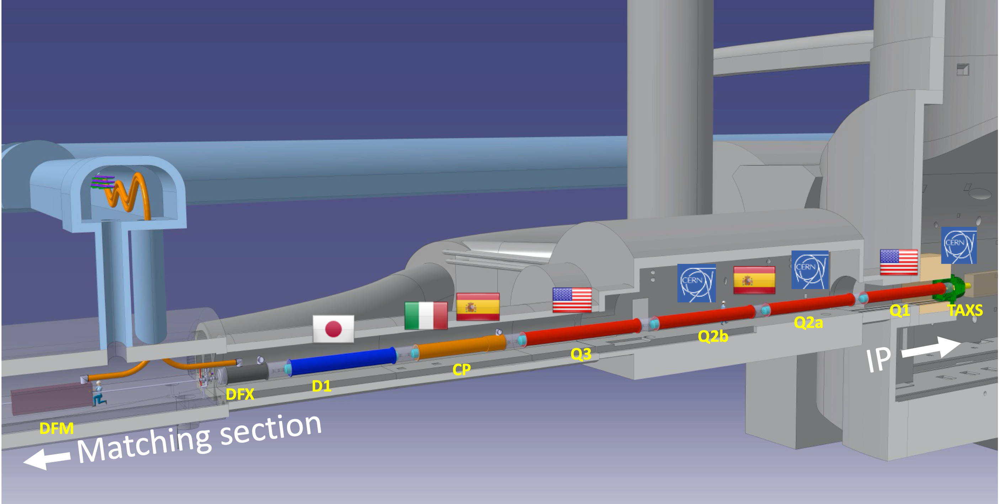 CERN
CERN
CERN
TAXS
Q1
Q2a
Q2b
Q3
CP
D1
DFX
DFM
IP
Matching section